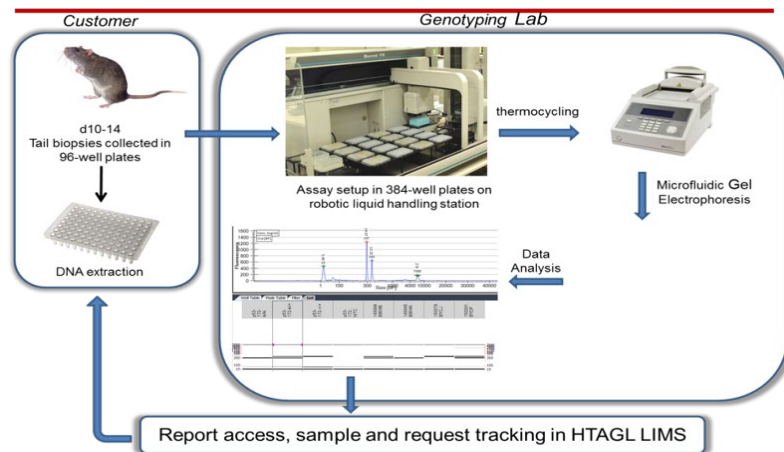 Customer
Genotyping Lab
d10-14
Tail biopsies collected in
96-well plates
DNA extraction
Assay setup in 384-well plates on
robotic liquid handling station
thermocycling
Microfluidic Gel
Electrophoresis
Data
Analysis
Report access, sample and request tracking in HTAGL LIMS